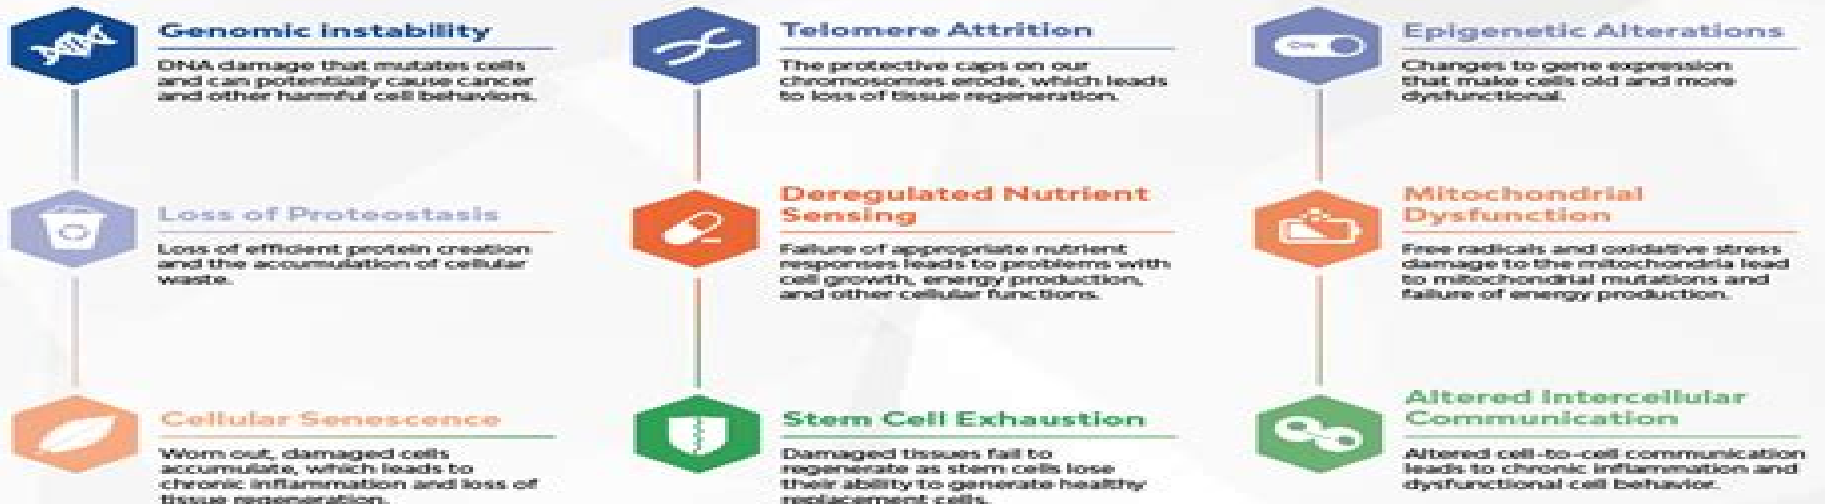 Genomic instability
DNA damage that mutates cells
and can potentially cause cancer
and other harmful cell behaviors.
Telomere Attrition
The protective caps on our
chromosomes erode, which leads
to loss of tissue regeneration.
ON
Epigenetic Alterations
Changes to gene expression
that make cells old and more
dysfunctional.
Loss of Proteostasis
Loss of efficient protein creation
and the accumulation of cellular
waste.
Deregulated Nutrient
Sensing
Failure of appropriate nutrient
responses leads to problems with
cell growth, energy production,
and other cellular functions.
Mitochondrial
Dysfunction
Free radicals and oxidative stress
damage to the mitochondria lead
to mitochondrial mutations and
failure of energy production.
Cellular Senescence
Worn out, damaged cells
accumulate, which leads to
chronic inflammation and loss of
tissue regeneration.
Stem Cell Exhaustion
Damaged tissues fail to
regenerate as stem cells lose
their ability to generate healthy
replacement cells.
Altered Intercellular
Communication
Altered cell-to-cell communication
leads to chronic inflammation and
dysfunctional cell behavior.